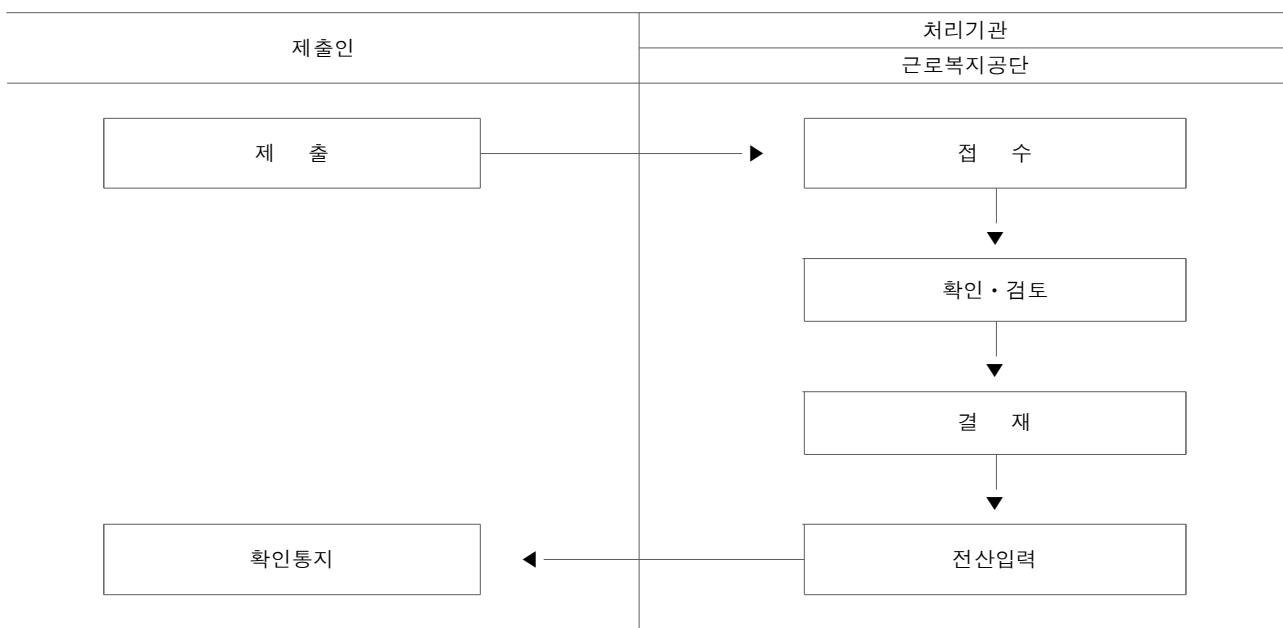 제출인
처리기관
근로복지공단
제 출
접 수
확인・검토
결 재
확인통지
전산입력